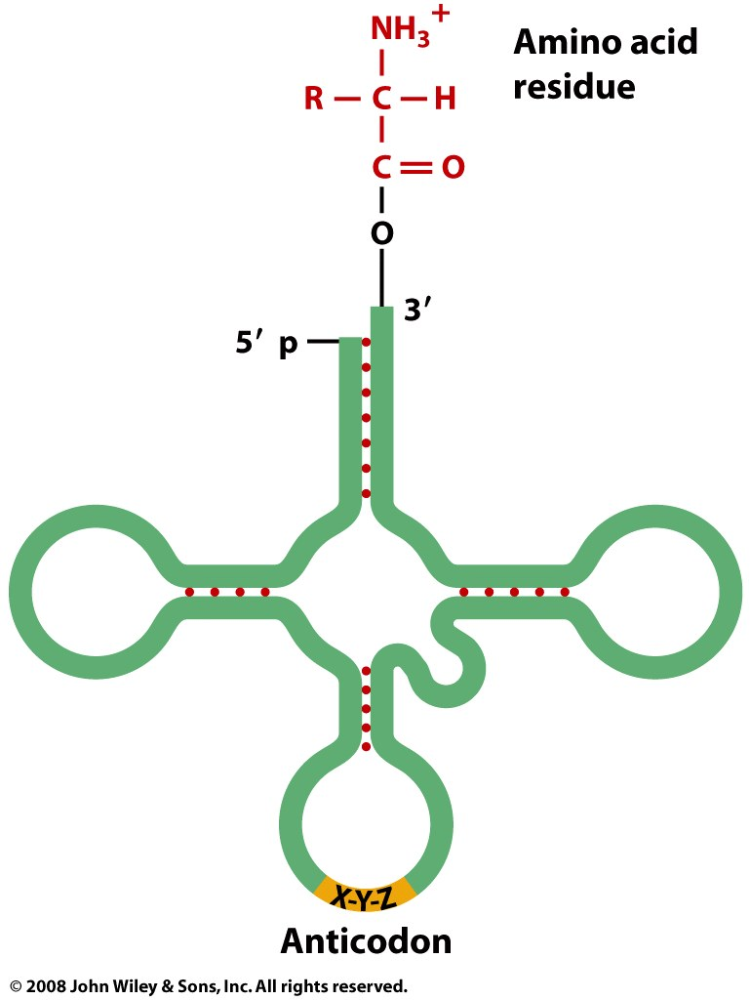 NH₃⁺
Amino acid
residue
R — C — H
C = O
O
3′
5′ p
X-Y-Z
Anticodon
© 2008 John Wiley & Sons, Inc. All rights reserved.